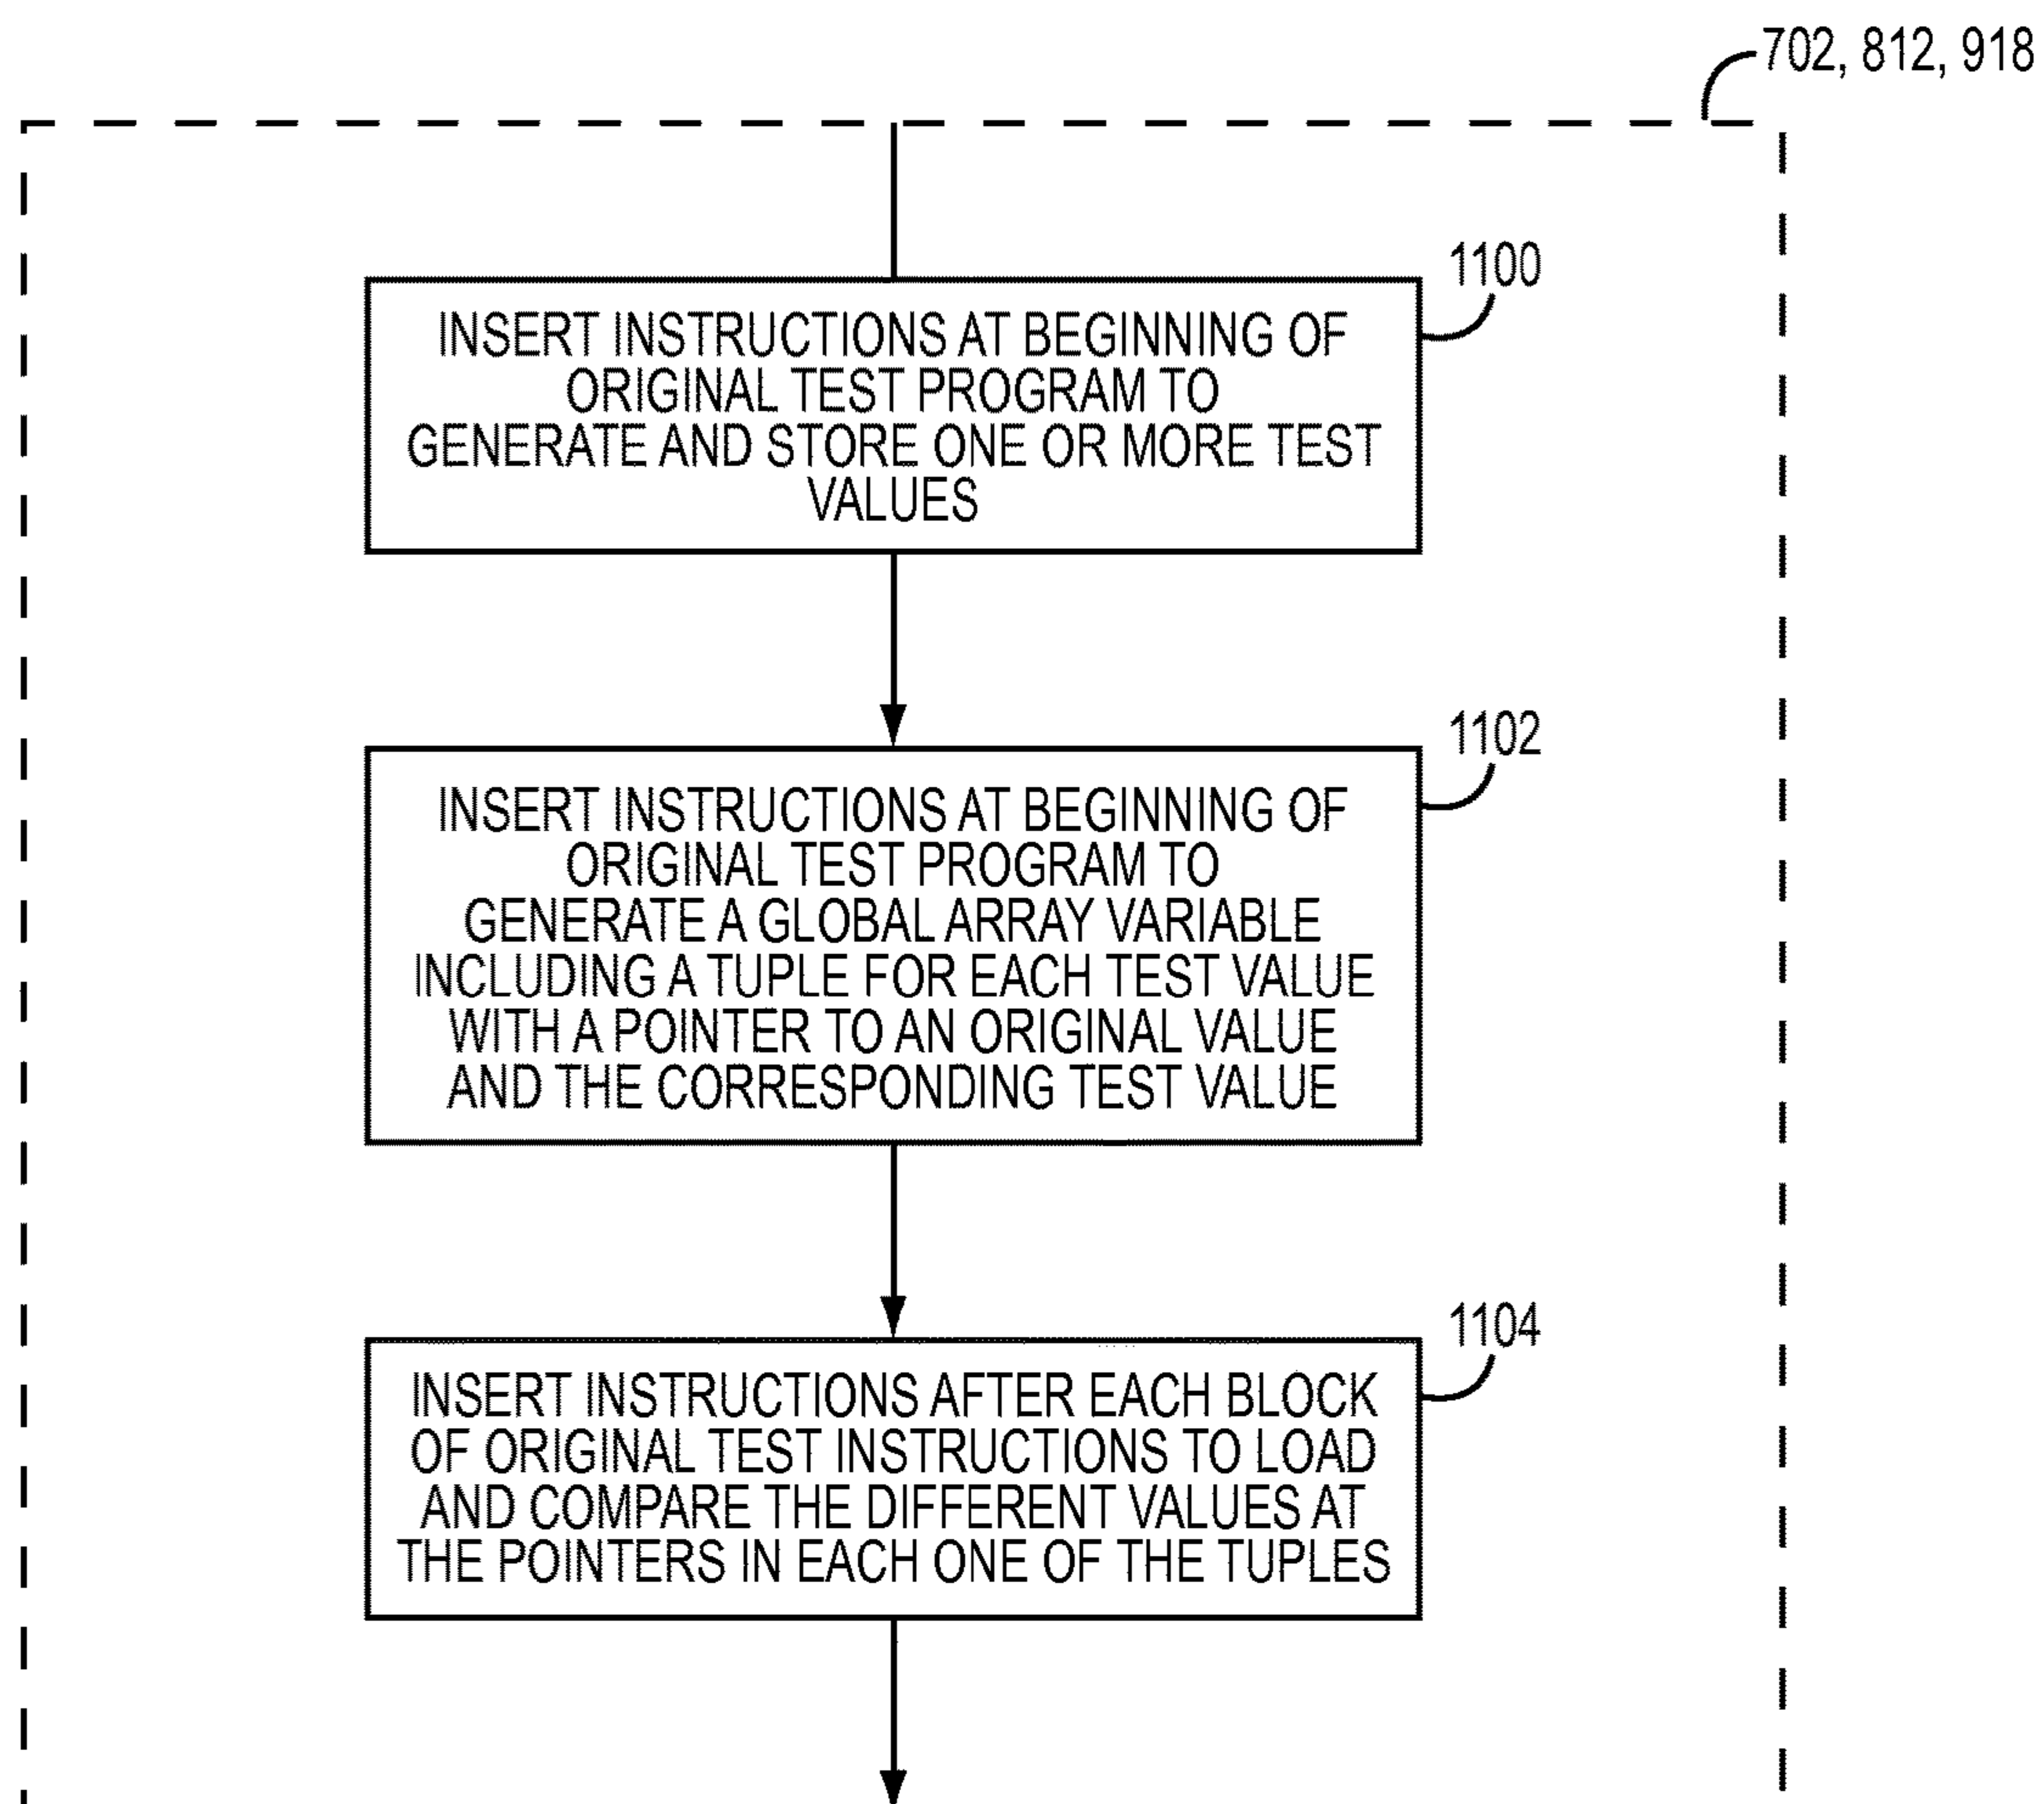 702, 812, 918
1100
INSERT INSTRUCTIONS AT BEGINNING OF
ORIGINAL TEST PROGRAM TO
GENERATE AND STORE ONE OR MORE TEST
VALUES
1102
INSERT INSTRUCTIONS AT BEGINNING OF
ORIGINAL TEST PROGRAM TO
GENERATE A GLOBAL ARRAY VARIABLE
INCLUDING A TUPLE FOR EACH TEST VALUE
WITH A POINTER TO AN ORIGINAL VALUE
AND THE CORRESPONDING TEST VALUE
1104
INSERT INSTRUCTIONS AFTER EACH BLOCK
OF ORIGINAL TEST INSTRUCTIONS TO LOAD
AND COMPARE THE DIFFERENT VALUES AT
THE POINTERS IN EACH ONE OF THE TUPLES